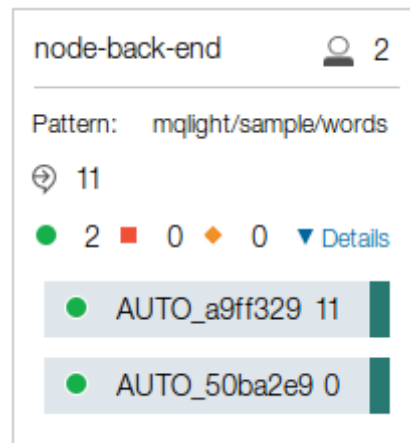 node-back-end 2
Pattern: mqlight/sample/words
11
2 0 0 Details
AUTO_a9ff329 11
AUTO_50ba2e9 0